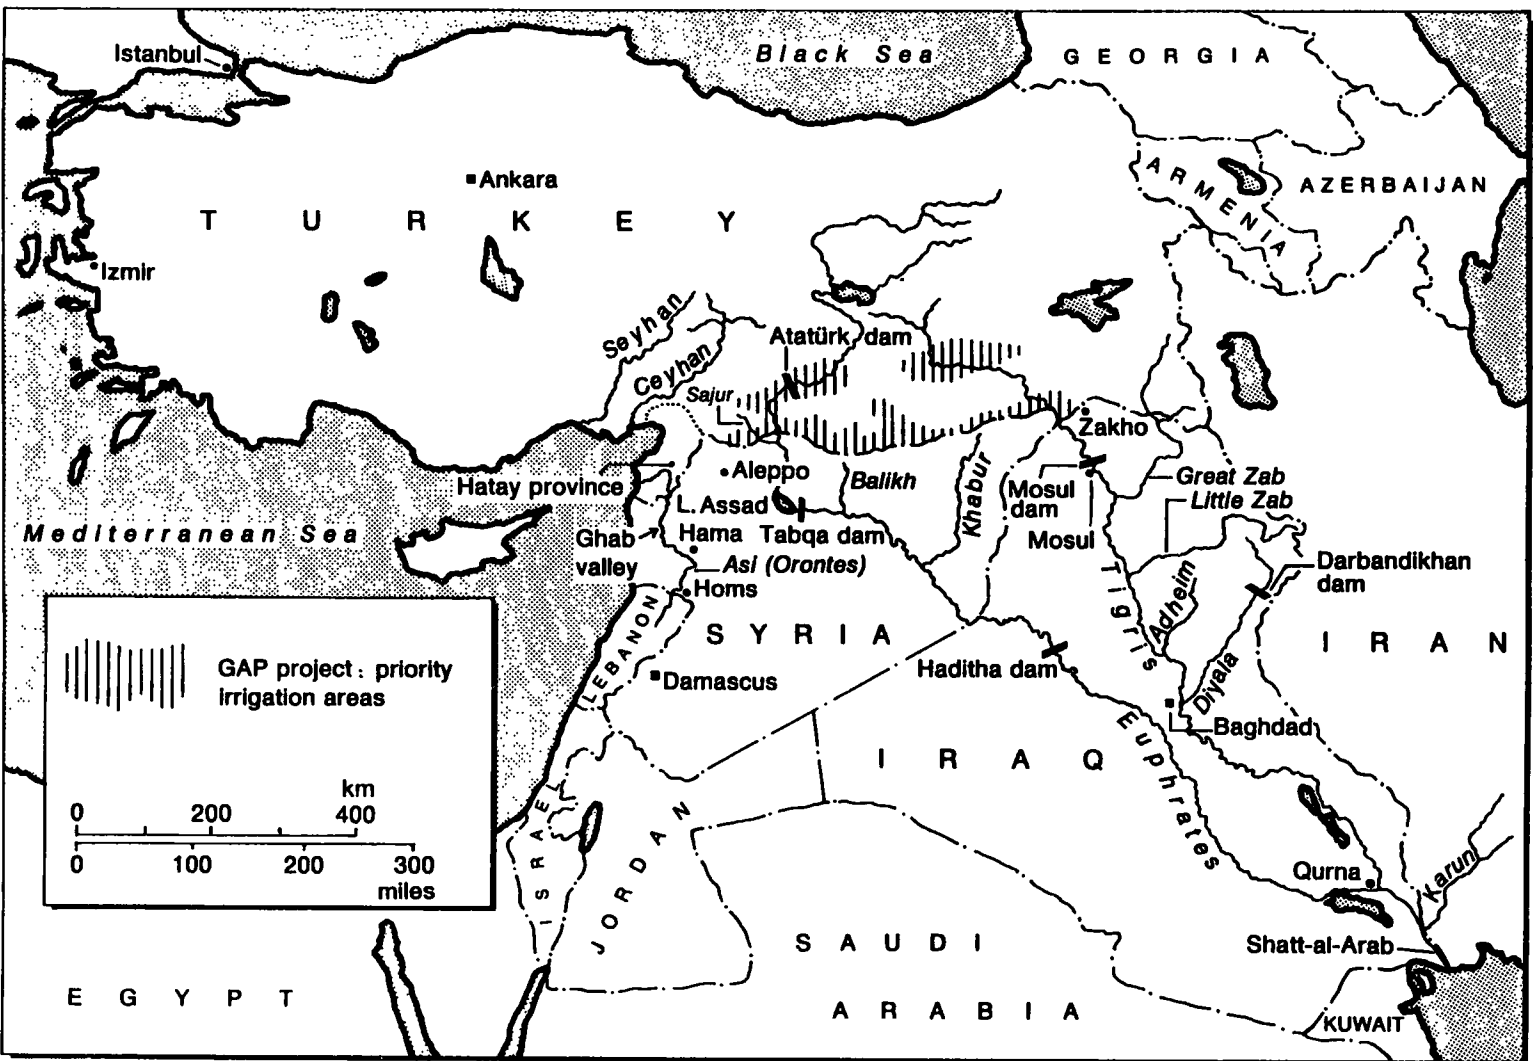 Istanbul
Black Sea
GEORGIA
ARMENIA
AZERBAIJAN
Ankara
TURKEY
Izmir
Seyhan
Ceyhan
Atatürk dam
Sajur
Zakho
Aleppo
Balikh
Khabur
Mosul
dam
Great Zab
Little Zab
Hatay province
L. Assad
Mediterranean Sea
Hama
Tabqa dam
Mosul
Ghab
valley
Asi (Orontes)
Homs
Tigris
Adheim
Darbandikhan
dam
LEBANON
SYRIA
IRAN
Damascus
Haditha dam
Diyala
Baghdad
GAP project : priority
irrigation areas
IRAQ
Euphrates
km
0 200 400
0 100 200 300
miles
ISRAEL
JORDAN
Qurna
Karun
Shatt-al-Arab
SAUDI
ARABIA
EGYPT
KUWAIT